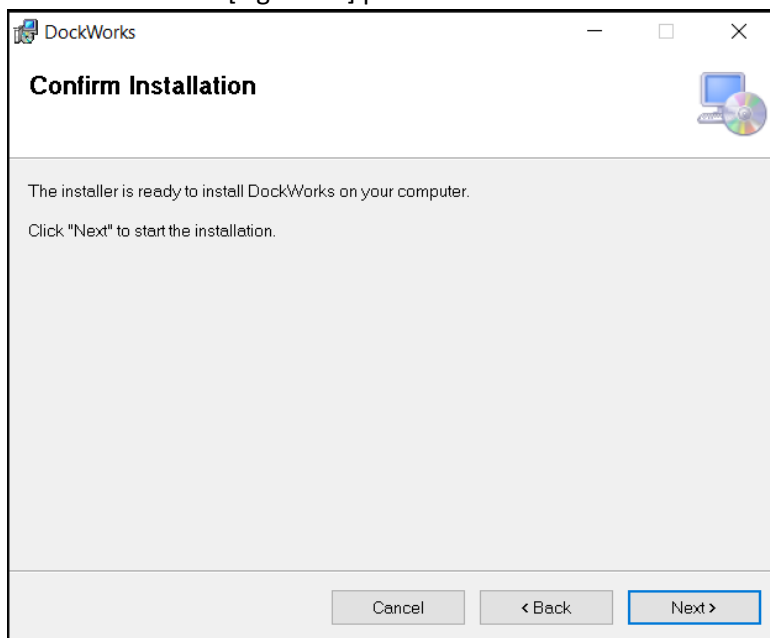 DockWorks
Confirm Installation
The installer is ready to install DockWorks on your computer.
Click "Next" to start the installation.
Cancel
< Back
Next >